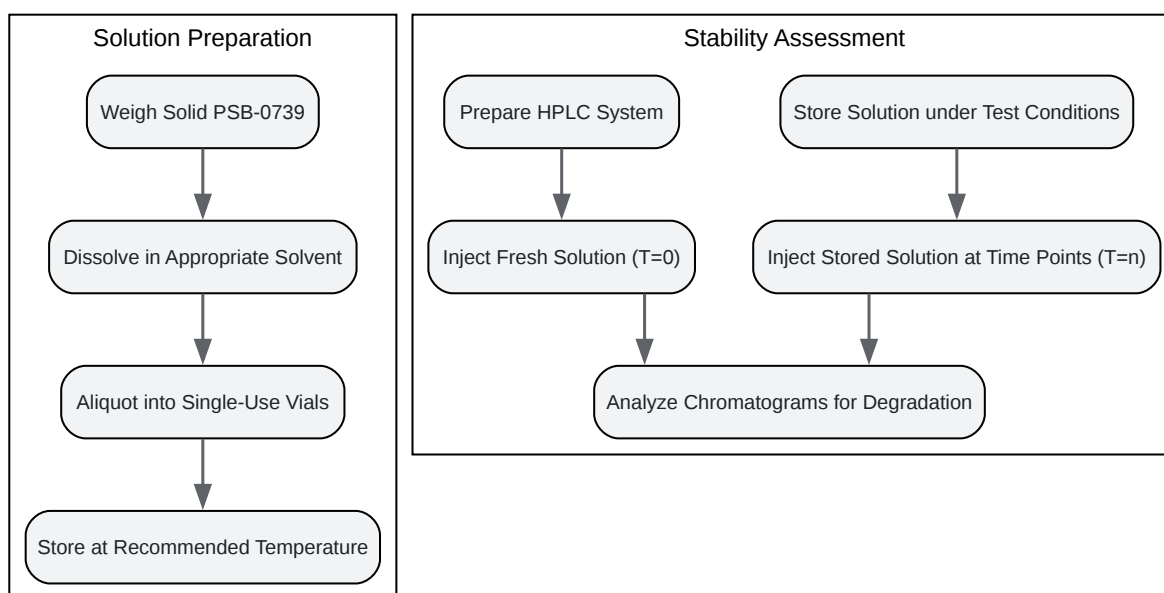 Solution Preparation
Weigh Solid PSB-0739
Dissolve in Appropriate Solvent
Aliquot into Single-Use Vials
Store at Recommended Temperature
Stability Assessment
Prepare HPLC System
Store Solution under Test Conditions
Inject Fresh Solution (T=0)
Inject Stored Solution at Time Points (T=n)
Analyze Chromatograms for Degradation